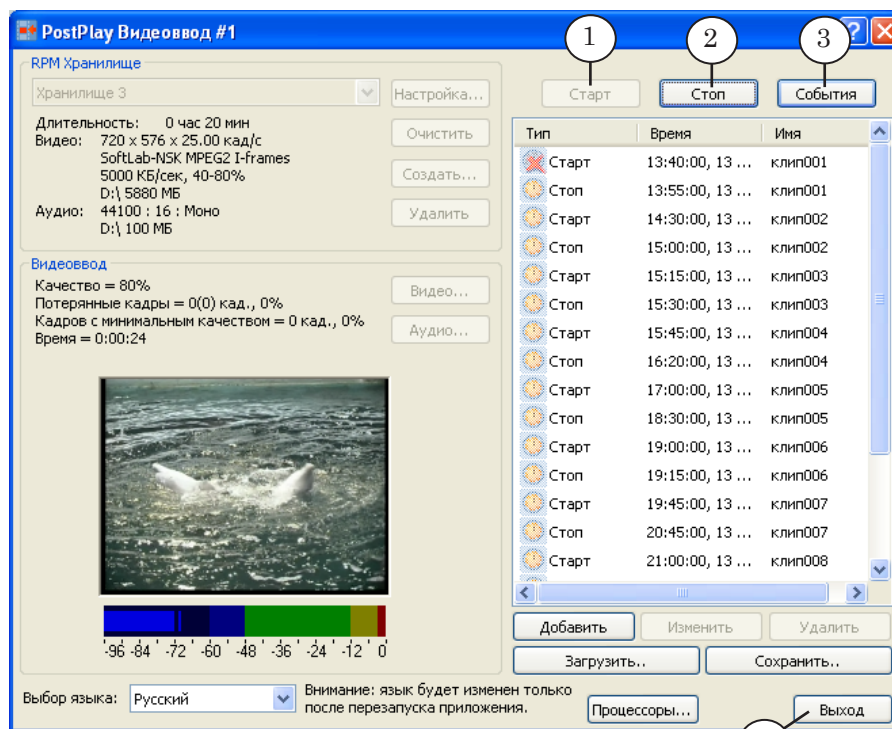 PostPlay Видеоввод #1
?
1
2
3
RPM Хранилище
Хранилище 3
Настройка...
Длительность: 0 час 20 мин
Видео: 720 x 576 x 25.00 кад/с
SoftLab-NSK MPEG2 I-frames
5000 КБ/сек, 40-80%
D:\ 5880 МБ
Аудио: 44100 : 16 : Моно
D:\ 100 МБ
Очистить
Создать...
Удалить
Видеоввод
Качество = 80%
Потерянные кадры = 0(0) кад., 0%
Кадров с минимальным качеством = 0 кад., 0%
Время = 0:00:24
Видео...
Аудио...
-96 -84 -72 -60 -48 -36 -24 -12 0
Старт
Стоп
События
Тип Время Имя
Старт 13:40:00, 13 ... клип001
Стоп 13:55:00, 13 ... клип001
Старт 14:30:00, 13 ... клип002
Стоп 15:00:00, 13 ... клип002
Старт 15:15:00, 13 ... клип003
Стоп 15:30:00, 13 ... клип003
Старт 15:45:00, 13 ... клип004
Стоп 16:20:00, 13 ... клип004
Старт 17:00:00, 13 ... клип005
Стоп 18:30:00, 13 ... клип005
Старт 19:00:00, 13 ... клип006
Стоп 19:15:00, 13 ... клип006
Старт 19:45:00, 13 ... клип007
Стоп 20:45:00, 13 ... клип007
Старт 21:00:00, 13 ... клип008
Добавить
Изменить
Удалить
Загрузить..
Сохранить..
Выбор языка: Русский
Внимание: язык будет изменен только
после перезапуска приложения.
Процессоры...
Выход